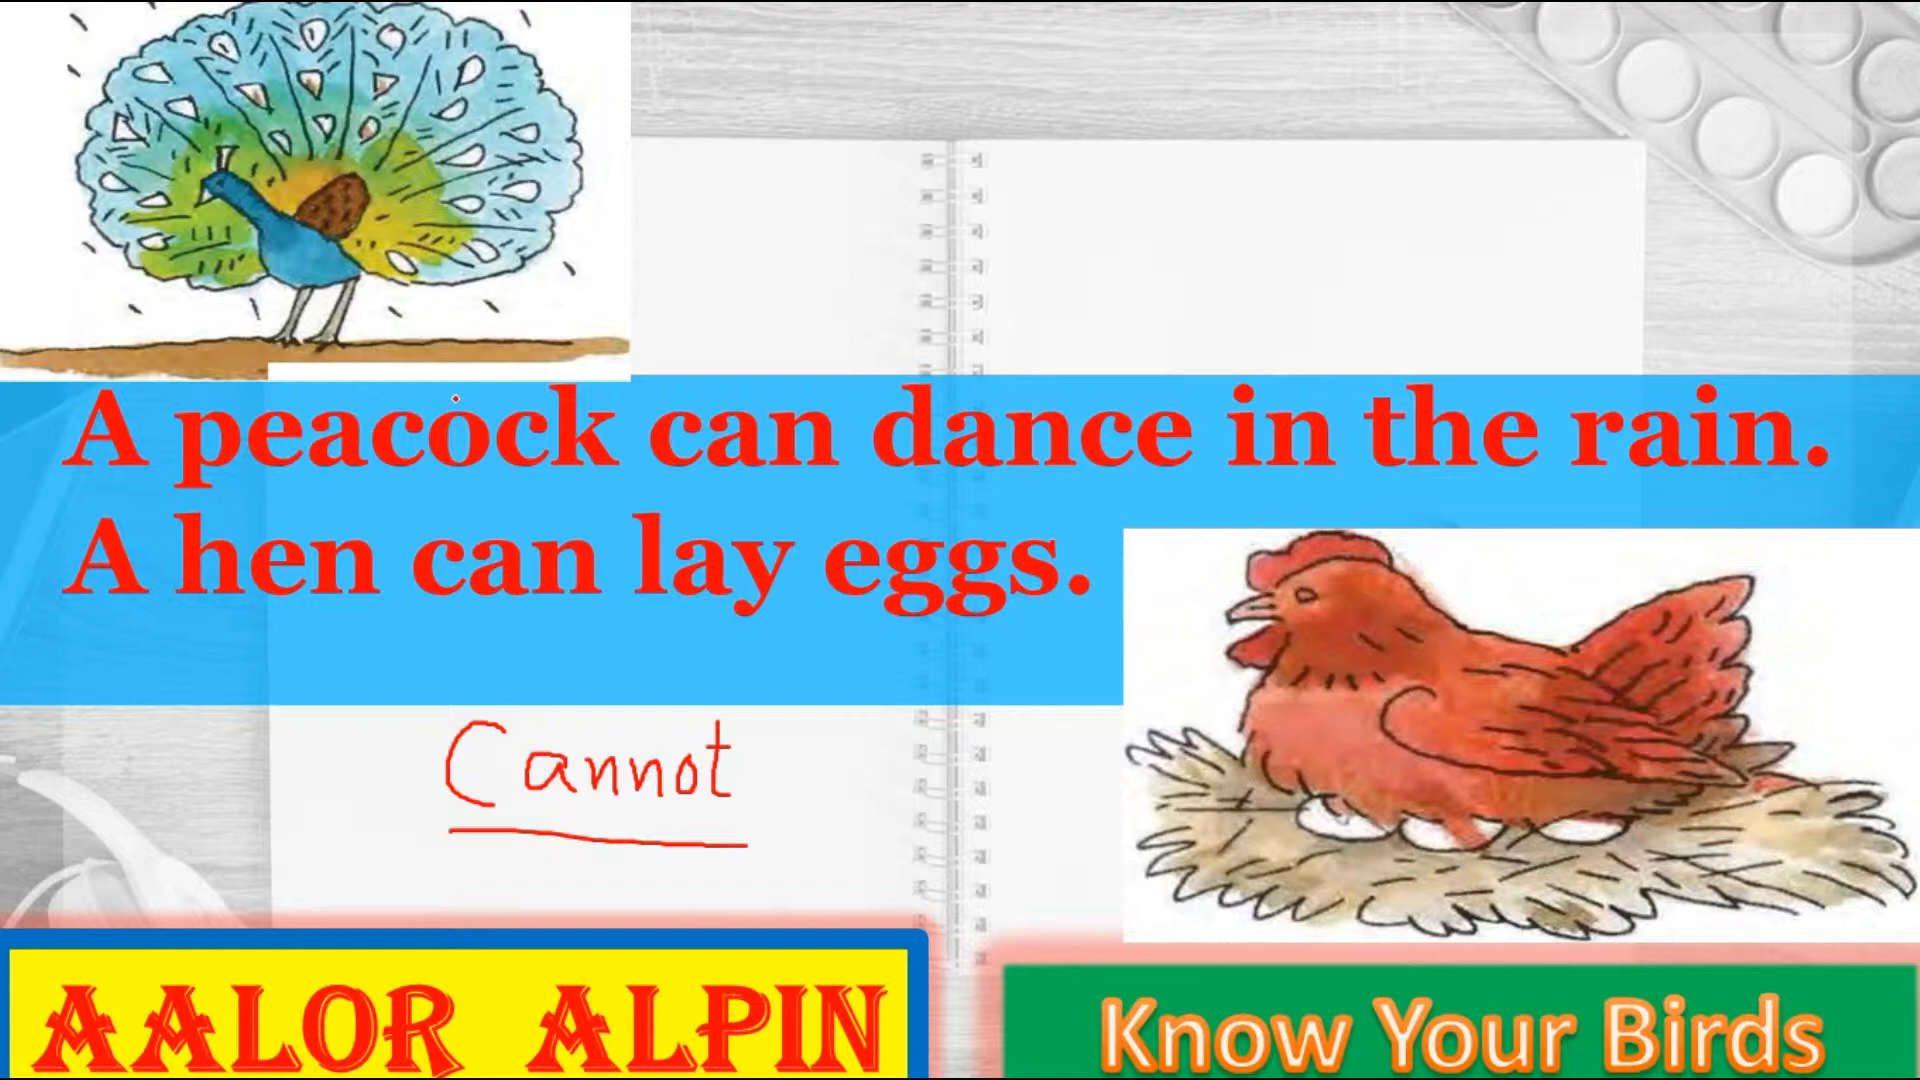 A peacock can dance in the rain.
A hen can lay eggs.
Cannot
AALOR ALPIN
Know Your Birds